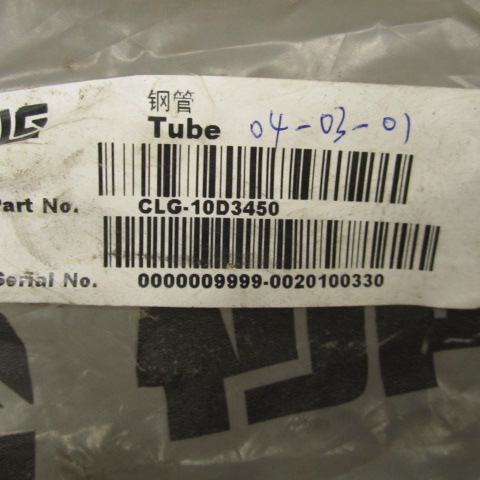 钢管
Tube 04-03-01
Part No. CLG-10D3450
Serial No. 0000009999-0020100330